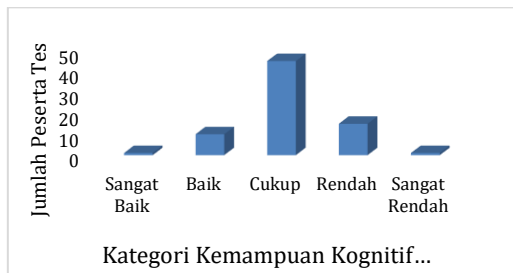 Jumlah Peserta Tes
50
40
30
20
10
0
Sangat Baik
Baik
Cukup
Rendah
Sangat Rendah
Kategori Kemampuan Kognitif...